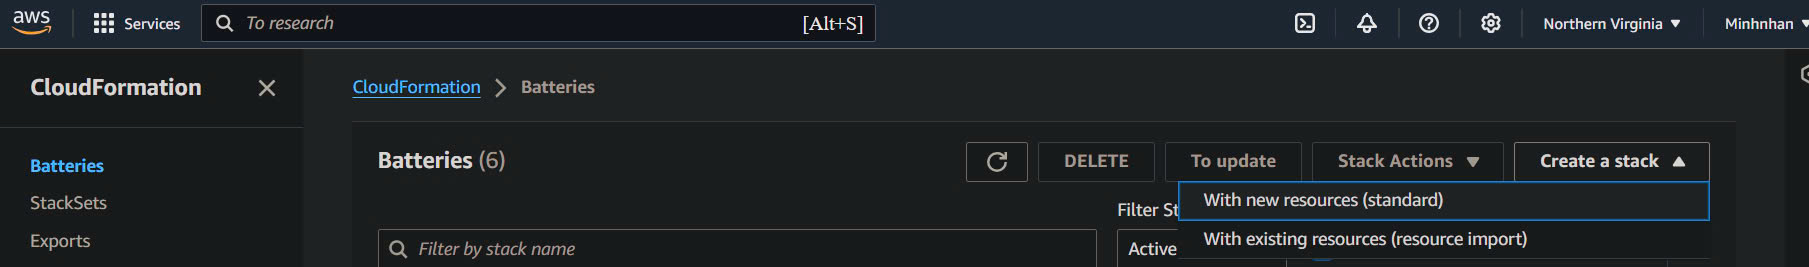 aws Services To research [Alt+S] Northern Virginia Minhnhan
CloudFormation
CloudFormation Batteries
Batteries
StackSets
Exports
Batteries (6) DELETE To update Stack Actions Create a stack
With new resources (standard)
With existing resources (resource import)
Filter St
Filter by stack name Active